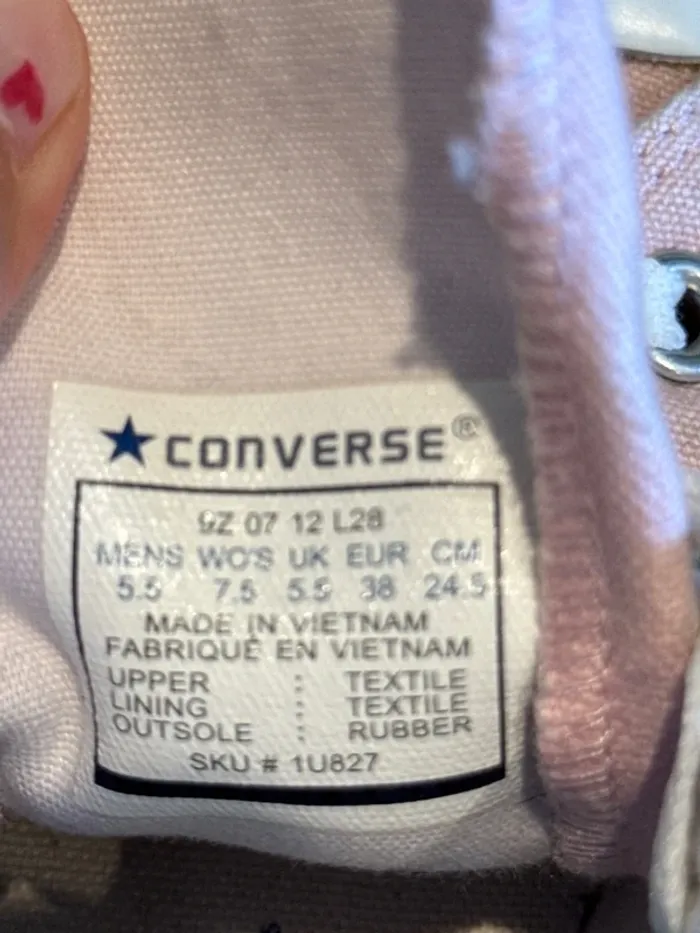 CONVERSE®
9Z 07 12 L28
MENS WO'S UK EUR CM
5.5 7.5 5.5 38 24.5
MADE IN VIETNAM
FABRIQUÉ EN VIETNAM
UPPER : TEXTILE
LINING : TEXTILE
OUTSOLE : RUBBER
SKU # 1U827